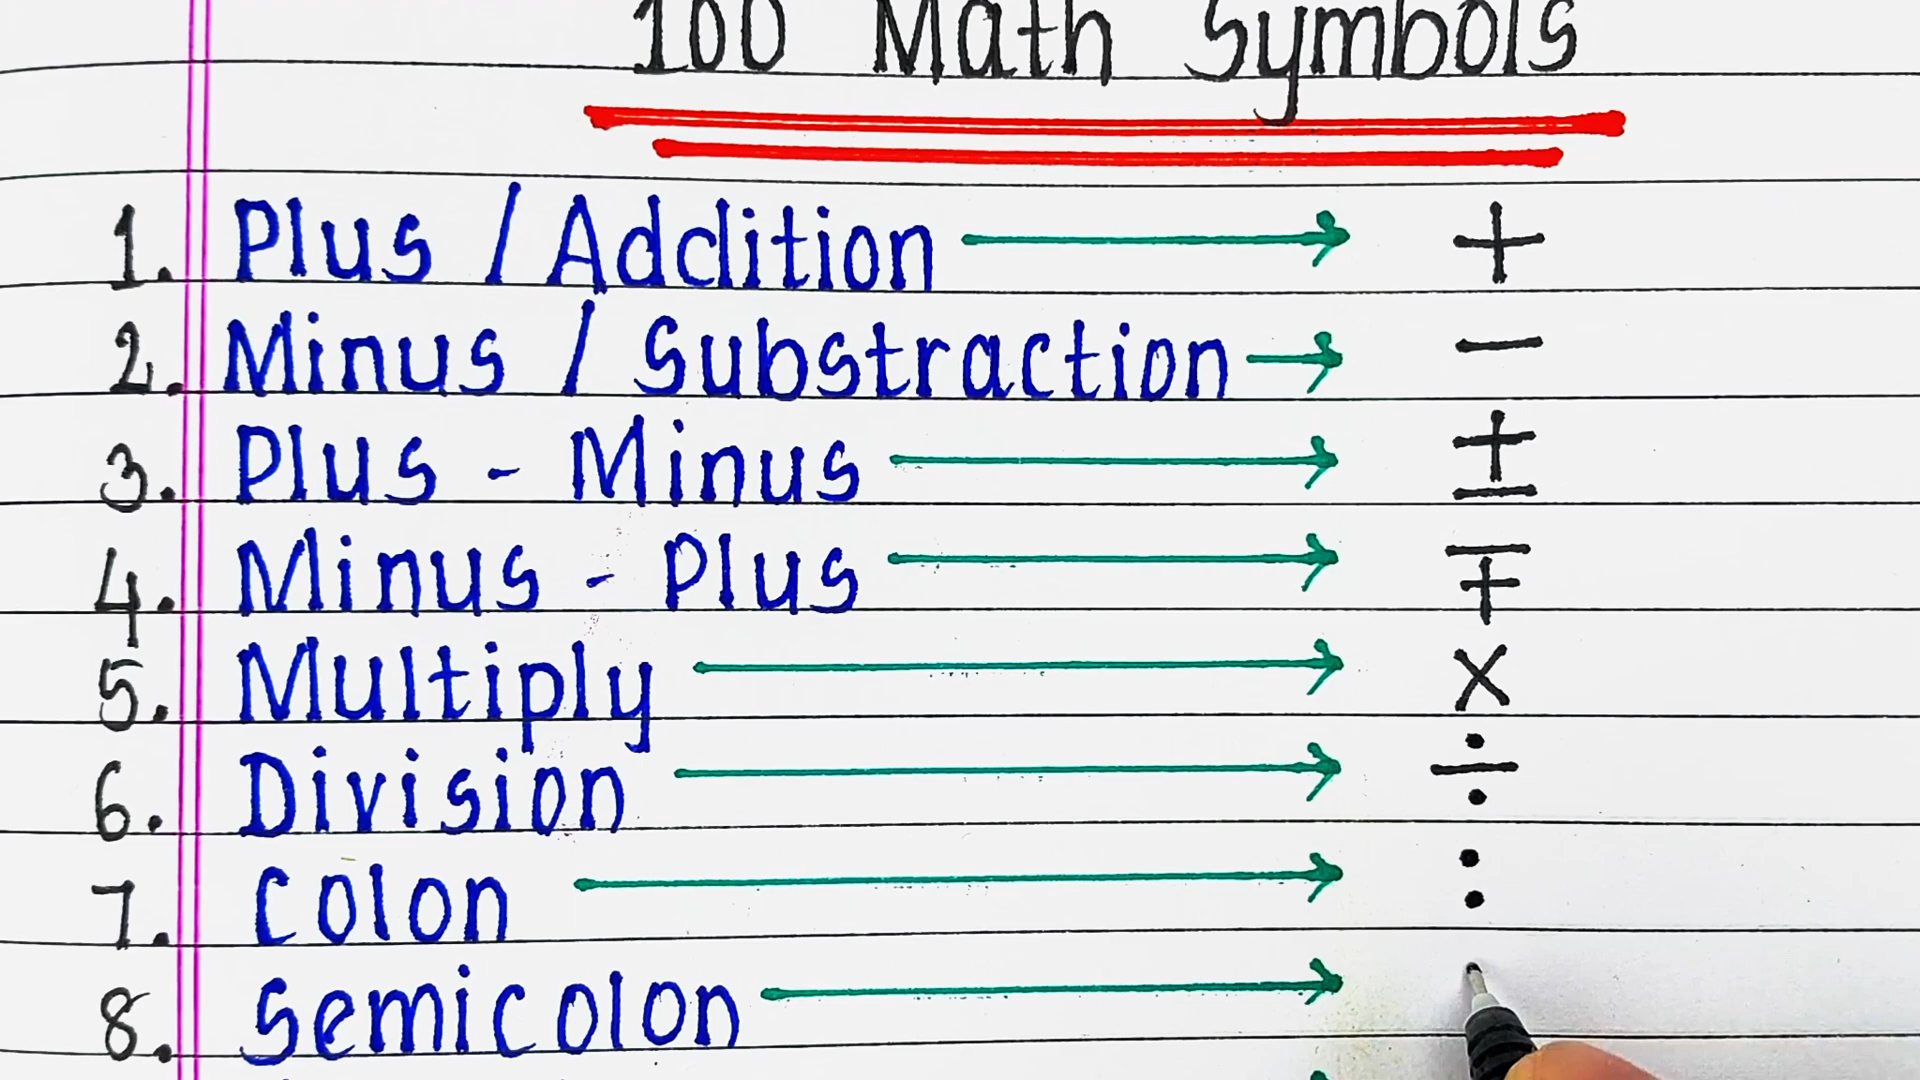 100 Math Symbols
1. Plus / Addition → +
2. Minus / Substraction → −
3. Plus - Minus → ±
4. Minus - Plus → ∓
5. Multiply → ×
6. Division → ÷
7. Colon → :
8. Semicolon →